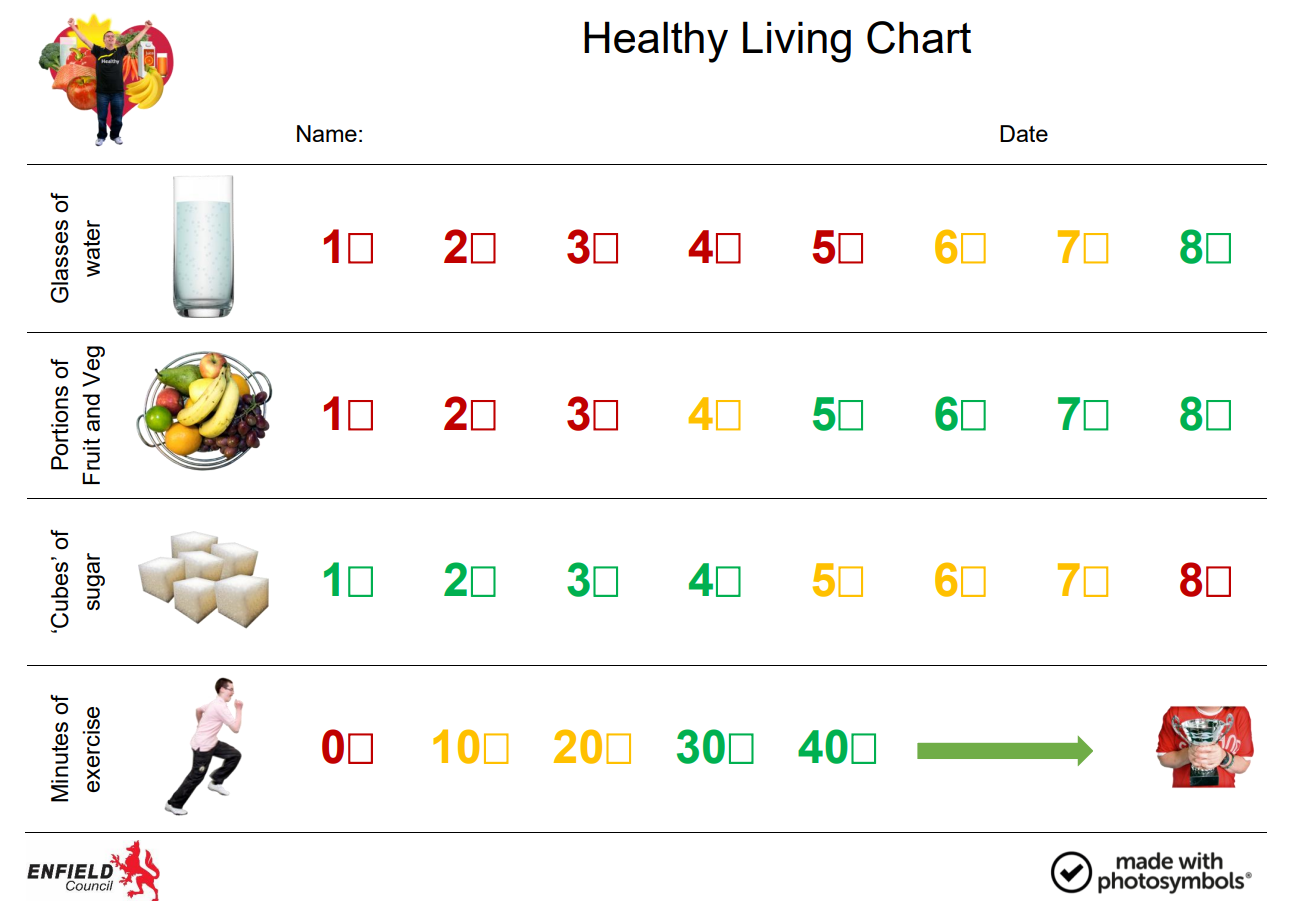 Healthy Living Chart
Healthy
Name:
Date
Glasses of
water
1□ 2□ 3□ 4□ 5□ 6□ 7□ 8□
Portions of
Fruit and Veg
1□ 2□ 3□ 4□ 5□ 6□ 7□ 8□
‘Cubes’ of
sugar
1□ 2□ 3□ 4□ 5□ 6□ 7□ 8□
Minutes of
exercise
0□ 10□ 20□ 30□ 40□
ENFIELD
Council
made with
photosymbols®